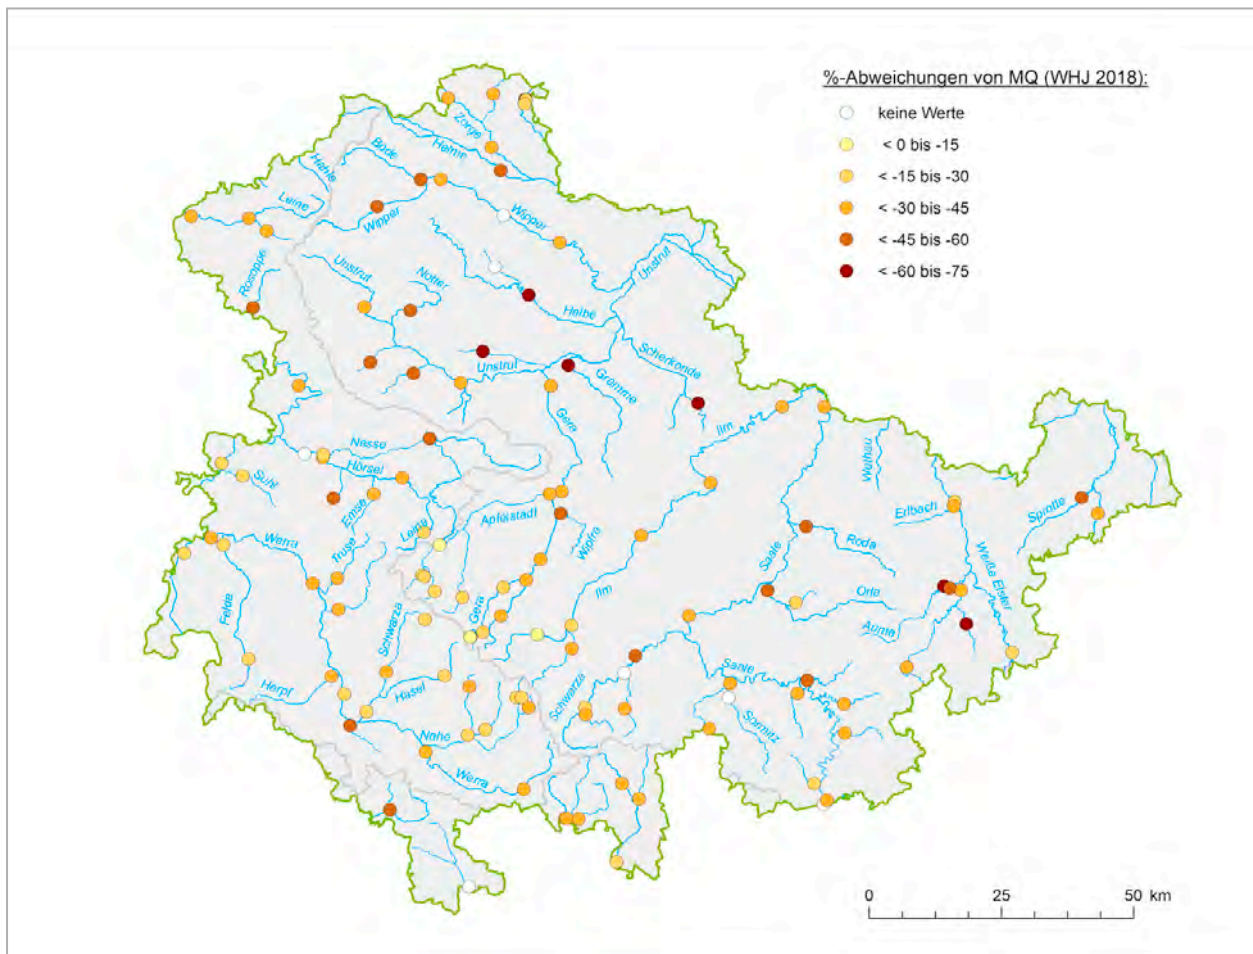 %-Abweichungen von MQ (WHJ 2018):
keine Werte
< 0 bis -15
< -15 bis -30
< -30 bis -45
< -45 bis -60
< -60 bis -75
Zorge
Helme
Bode
Hahle
Leine
Wipper
Wipper
Unstrut
Rosoppe
Unstrut
Notter
Helbe
Scherkonde
Unstrut
Gramme
Gera
Ilm
Nesse
Hörsel
Suhl
Wethau
Emse
Erlbach
Sprotte
Apfelstädt
Leina
Wipfra
Werra
Truse
Roda
Saale
Weiße Elster
Felda
Ilm
Orla
Gera
Schwarza
Auma
Saale
Herpf
Hasel
Schwarza
Sormitz
Nahe
Werra
0 25 50 km